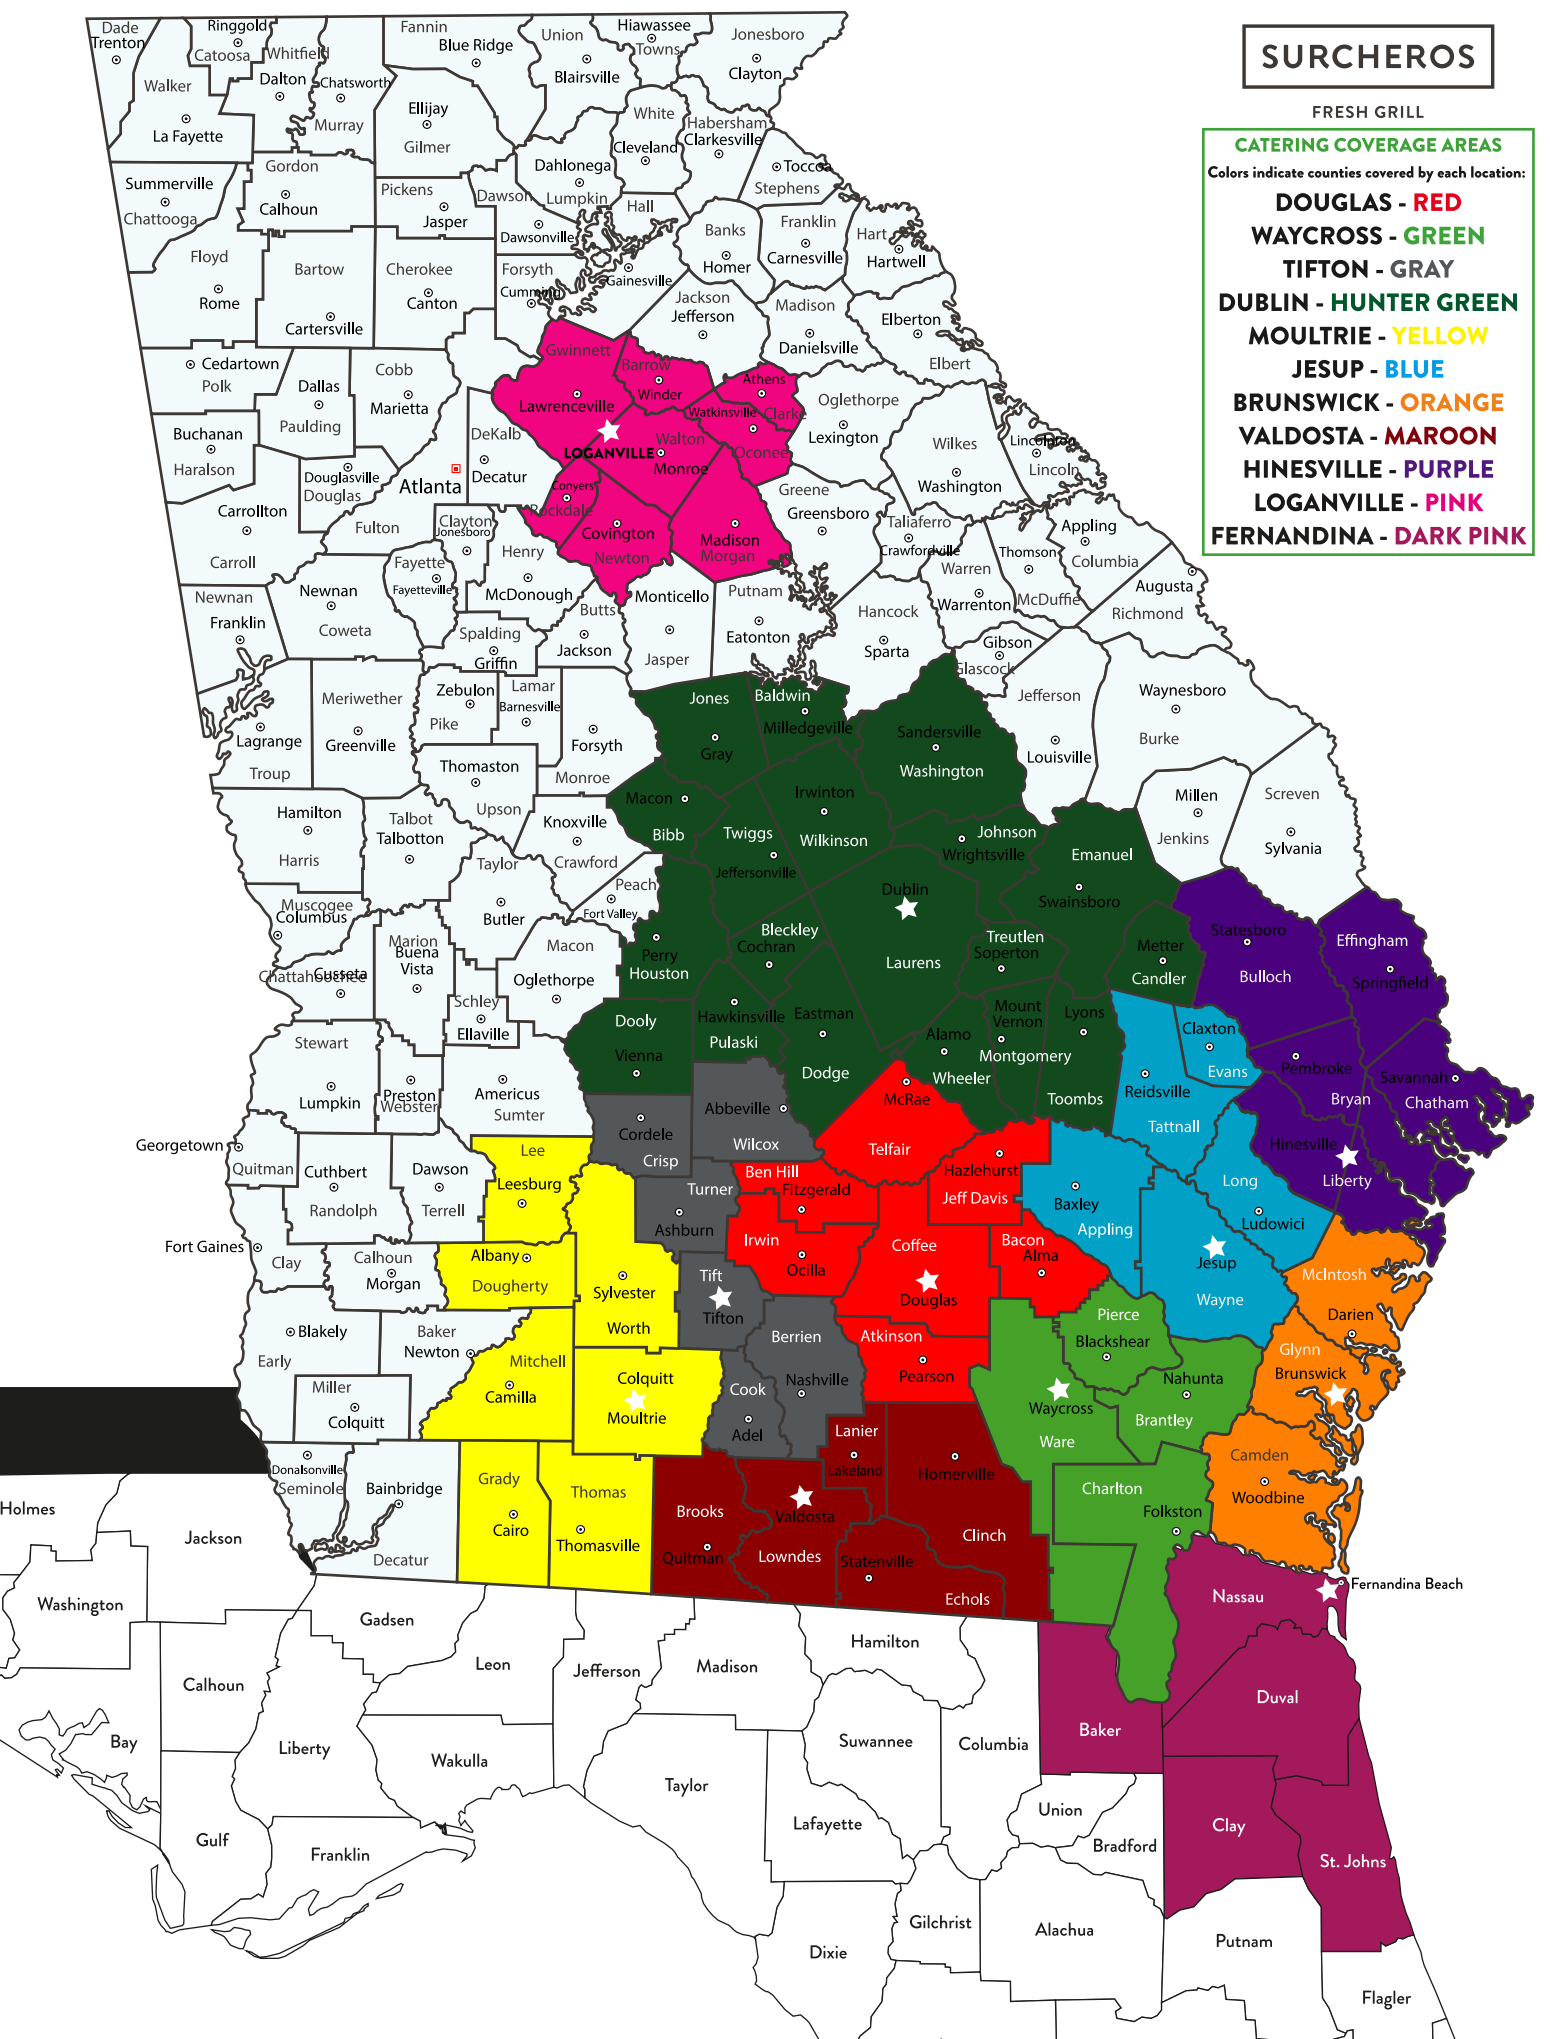 SURCHEROS
FRESH GRILL
CATERING COVERAGE AREAS
Colors indicate counties covered by each location:
DOUGLAS - RED
WAYCROSS - GREEN
TIFTON - GRAY
DUBLIN - HUNTER GREEN
MOULTRIE - YELLOW
JESUP - BLUE
BRUNSWICK - ORANGE
VALDOSTA - MAROON
HINESVILLE - PURPLE
LOGANVILLE - PINK
FERNANDINA - DARK PINK
Dade
Trenton
Ringgold
Catoosa
Whitfield
Dalton
Chatsworth
Murray
Walker
La Fayette
Fannin
Blue Ridge
Union
Blairsville
Hiawassee
Towns
Jonesboro
Clayton
Ellijay
Gilmer
White
Cleveland
Habersham
Clarkesville
Toccoa
Stephens
Dahlonega
Lumpkin
Gordon
Calhoun
Summerville
Chattooga
Pickens
Jasper
Dawson
Dawsonville
Hall
Gainesville
Banks
Homer
Franklin
Carnesville
Hart
Hartwell
Floyd
Rome
Bartow
Cartersville
Cherokee
Canton
Forsyth
Cumming
Jackson
Jefferson
Madison
Danielsville
Elberton
Elbert
Cedartown
Polk
Dallas
Paulding
Cobb
Marietta
Gwinnett
Lawrenceville
Barrow
Winder
Athens
Clarke
Watkinsville
Oconee
Oglethorpe
Lexington
Wilkes
Washington
Lincolnton
Lincoln
Buchanan
Haralson
Douglasville
Douglas
Atlanta
DeKalb
Decatur
LOGANVILLE
Walton
Monroe
Conyers
Rockdale
Covington
Newton
Madison
Morgan
Greene
Greensboro
Taliaferro
Crawfordville
Warren
Warrenton
Thomson
McDuffie
Appling
Columbia
Augusta
Richmond
Carrollton
Carroll
Fulton
Clayton
Jonesboro
Fayette
Fayetteville
Henry
McDonough
Newnan
Franklin
Newnan
Coweta
Spalding
Griffin
Butts
Jackson
Monticello
Jasper
Putnam
Eatonton
Hancock
Sparta
Gibson
Glascock
Jefferson
Louisville
Waynesboro
Burke
Meriwether
Greenville
Lagrange
Troup
Zebulon
Pike
Lamar
Barnesville
Forsyth
Monroe
Jones
Gray
Baldwin
Milledgeville
Sandersville
Washington
Thomaston
Upson
Hamilton
Harris
Talbot
Talbotton
Knoxville
Crawford
Macon
Bibb
Twiggs
Jeffersonville
Irwinton
Wilkinson
Johnson
Wrightsville
Emanuel
Swainsboro
Millen
Jenkins
Screven
Sylvania
Muscogee
Columbus
Taylor
Butler
Peach
Fort Valley
Chattahoochee
Cusseta
Marion
Buena
Vista
Macon
Oglethorpe
Schley
Ellaville
Perry
Houston
Bleckley
Cochran
Dublin
Laurens
Treutlen
Soperton
Metter
Candler
Statesboro
Bulloch
Effingham
Springfield
Stewart
Lumpkin
Preston
Webster
Americus
Sumter
Dooly
Vienna
Hawkinsville
Pulaski
Eastman
Dodge
Alamo
Wheeler
Mount
Vernon
Montgomery
Lyons
Toombs
Claxton
Evans
Reidsville
Tattnall
Pembroke
Bryan
Savannah
Chatham
Georgetown
Quitman
Cuthbert
Randolph
Dawson
Terrell
Lee
Leesburg
Cordele
Crisp
Abbeville
Wilcox
McRae
Telfair
Hazlehurst
Jeff Davis
Hinesville
Liberty
Long
Ludowici
Baxley
Appling
Fort Gaines
Clay
Calhoun
Morgan
Albany
Dougherty
Sylvester
Worth
Turner
Ashburn
Ben Hill
Fitzgerald
Irwin
Ocilla
Coffee
Douglas
Bacon
Alma
Jesup
Wayne
McIntosh
Darien
Blakely
Early
Baker
Newton
Mitchell
Camilla
Tift
Tifton
Berrien
Nashville
Atkinson
Pearson
Pierce
Blackshear
Nahunta
Brantley
Glynn
Brunswick
Miller
Colquitt
Colquitt
Moultrie
Cook
Adel
Lanier
Lakeland
Homerville
Clinch
Waycross
Ware
Charlton
Folkston
Camden
Woodbine
Donalsonville
Seminole
Bainbridge
Decatur
Grady
Cairo
Thomas
Thomasville
Brooks
Quitman
Valdosta
Lowndes
Statenville
Echols
Holmes
Jackson
Washington
Gadsen
Nassau
Fernandina Beach
Calhoun
Leon
Jefferson
Madison
Hamilton
Bay
Liberty
Wakulla
Taylor
Suwannee
Columbia
Baker
Duval
Gulf
Franklin
Lafayette
Union
Bradford
Clay
St. Johns
Dixie
Gilchrist
Alachua
Putnam
Flagler